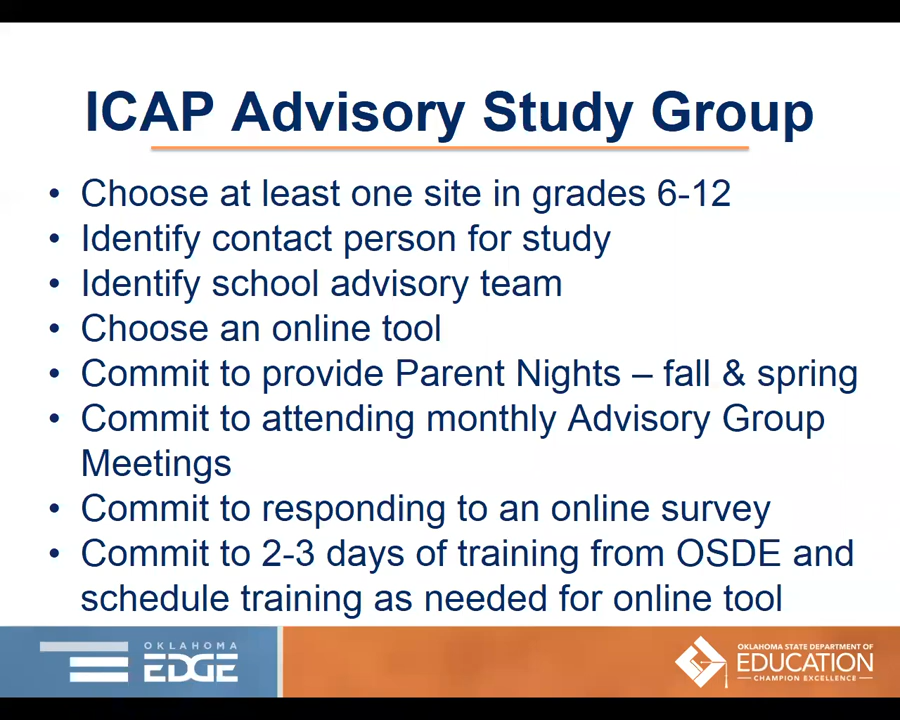 ICAP Advisory Study Group
• Choose at least one site in grades 6-12
• Identify contact person for study
• Identify school advisory team
• Choose an online tool
• Commit to provide Parent Nights – fall & spring
• Commit to attending monthly Advisory Group
Meetings
• Commit to responding to an online survey
• Commit to 2-3 days of training from OSDE and
schedule training as needed for online tool
OKLAHOMA
EDGE
OKLAHOMA STATE DEPARTMENT OF
EDUCATION
CHAMPION EXCELLENCE